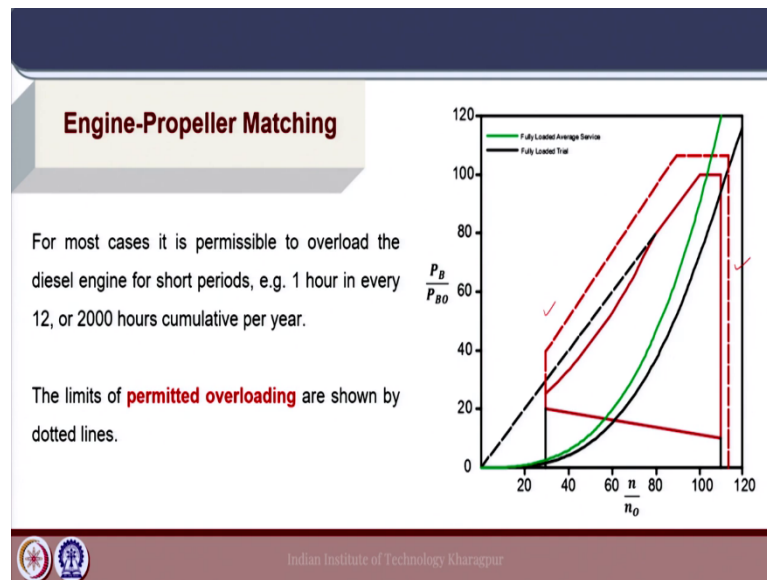 Engine-Propeller Matching
For most cases it is permissible to overload the
diesel engine for short periods, e.g. 1 hour in every
12, or 2000 hours cumulative per year.
The limits of permitted overloading are shown by
dotted lines.
120
100
80
60
40
20
0
P_B
P_BO
Fully Loaded Average Service
Fully Loaded Trial
20 40 60 80 100 120
n
n_O
Indian Institute of Technology Kharagpur